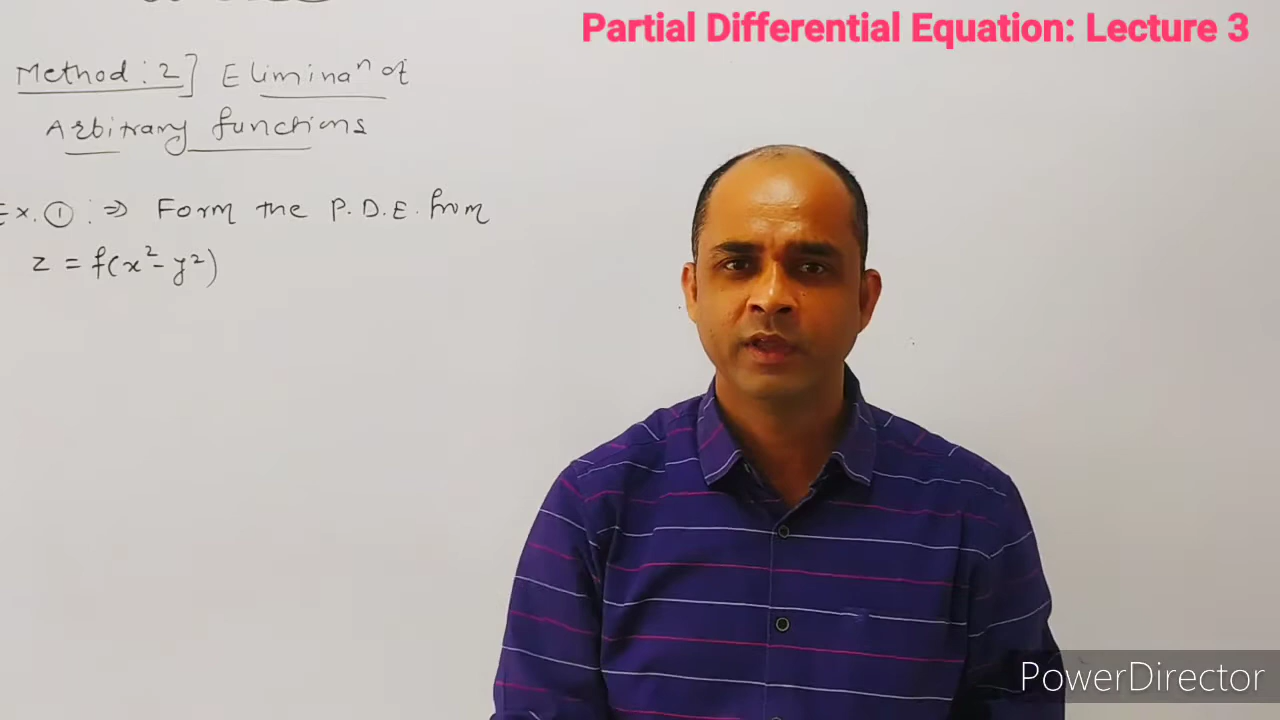 Partial Differential Equation: Lecture 3
Method: 2] Eliminaⁿ of
Arbitrary functions
Ex. ① :⇒ Form the P.D.E. from
z = f(x² - y²)
PowerDirector